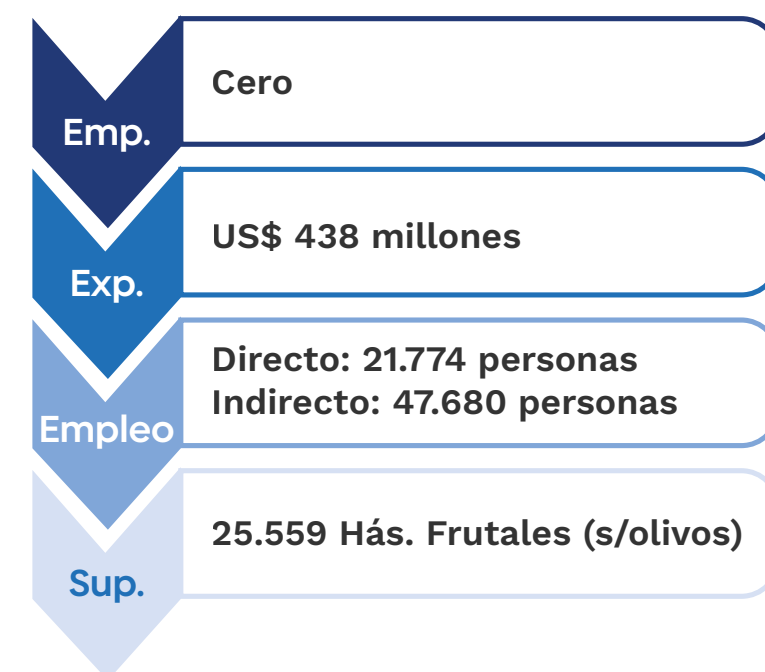 Emp.
Cero
Exp.
US$ 438 millones
Empleo
Directo: 21.774 personas
Indirecto: 47.680 personas
Sup.
25.559 Hás. Frutales (s/olivos)